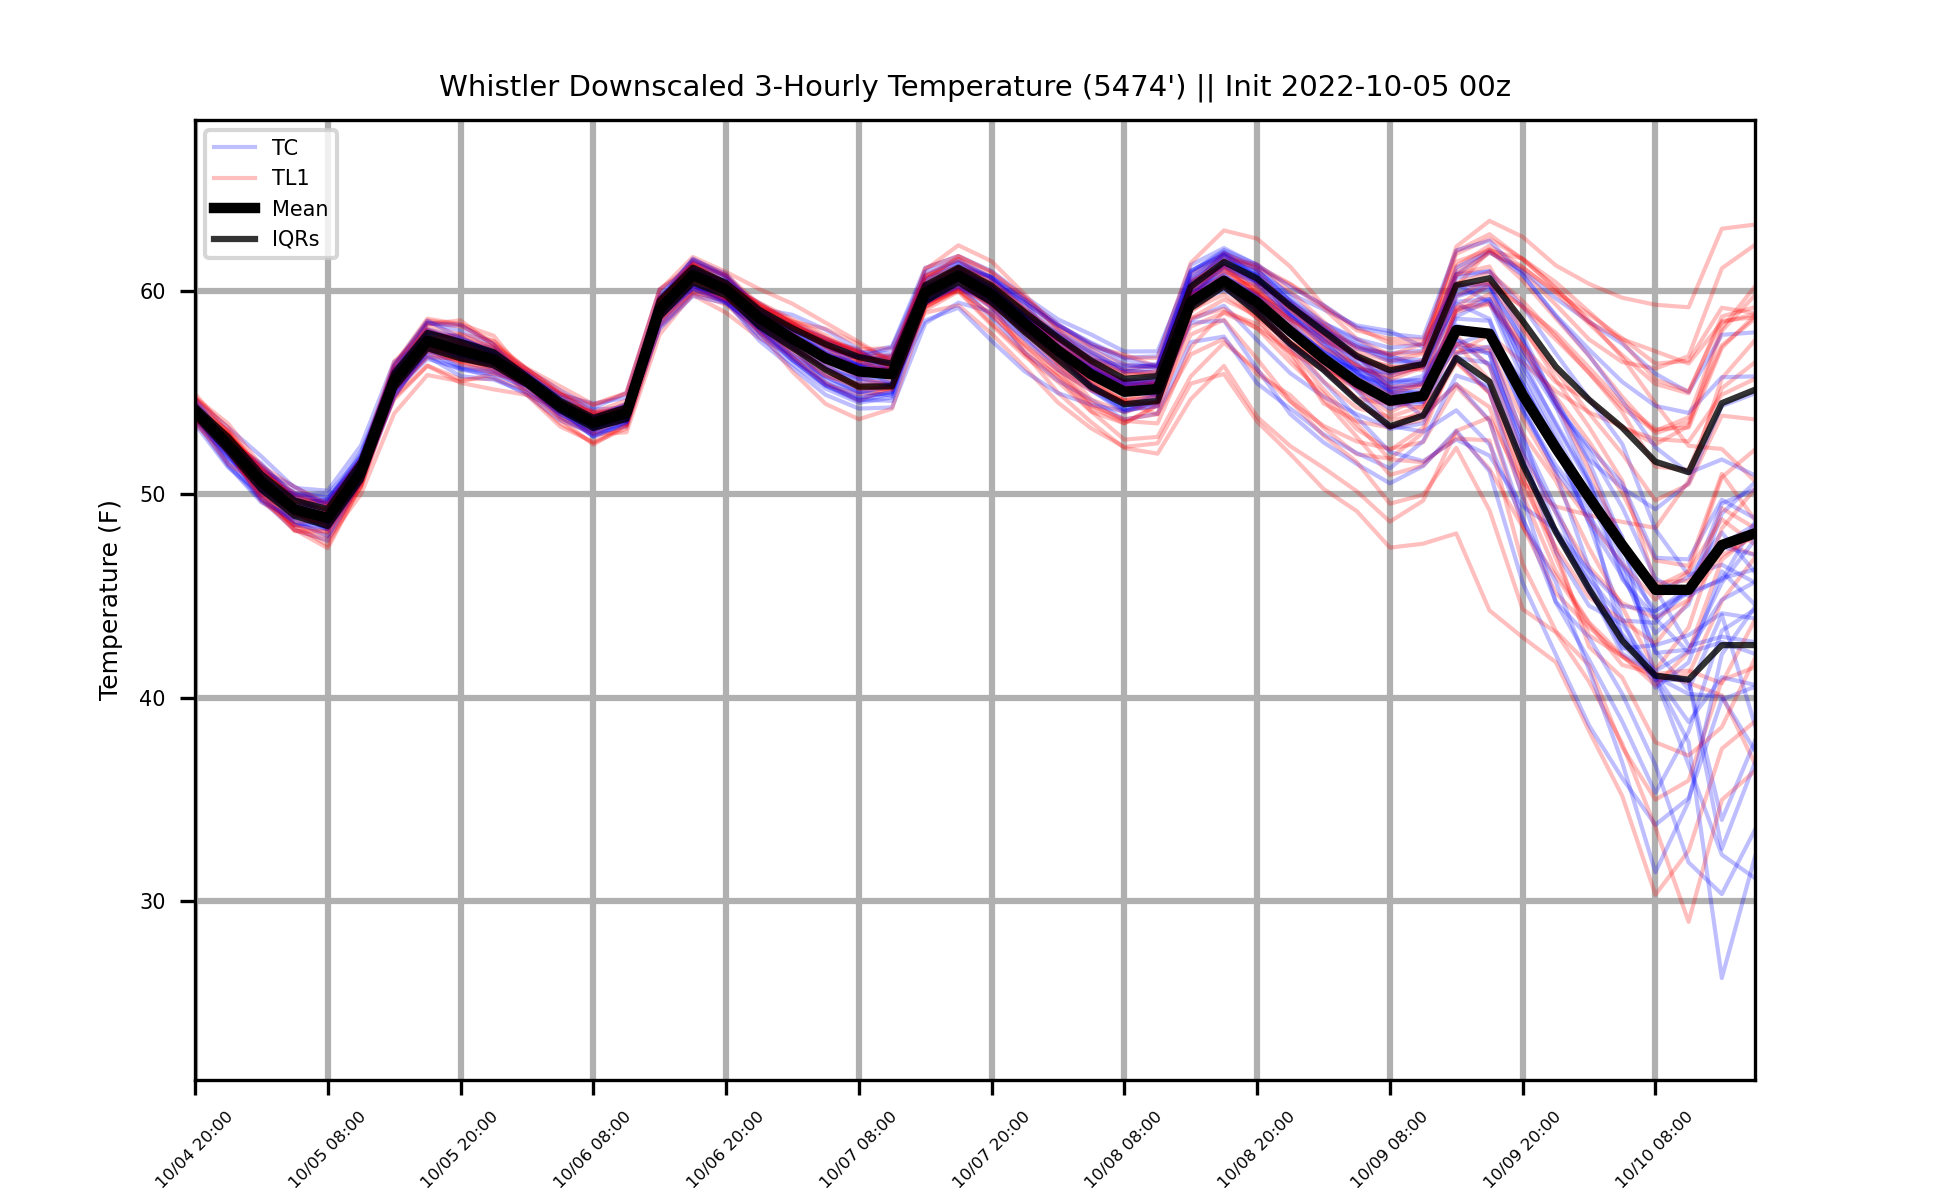 Whistler Downscaled 3-Hourly Temperature (5474') || Init 2022-10-05 00z
TC
TL1
Mean
IQRs
Temperature (F)
60
50
40
30
10/04 20:00
10/05 08:00
10/05 20:00
10/06 08:00
10/06 20:00
10/07 08:00
10/07 20:00
10/08 08:00
10/08 20:00
10/09 08:00
10/09 20:00
10/10 08:00